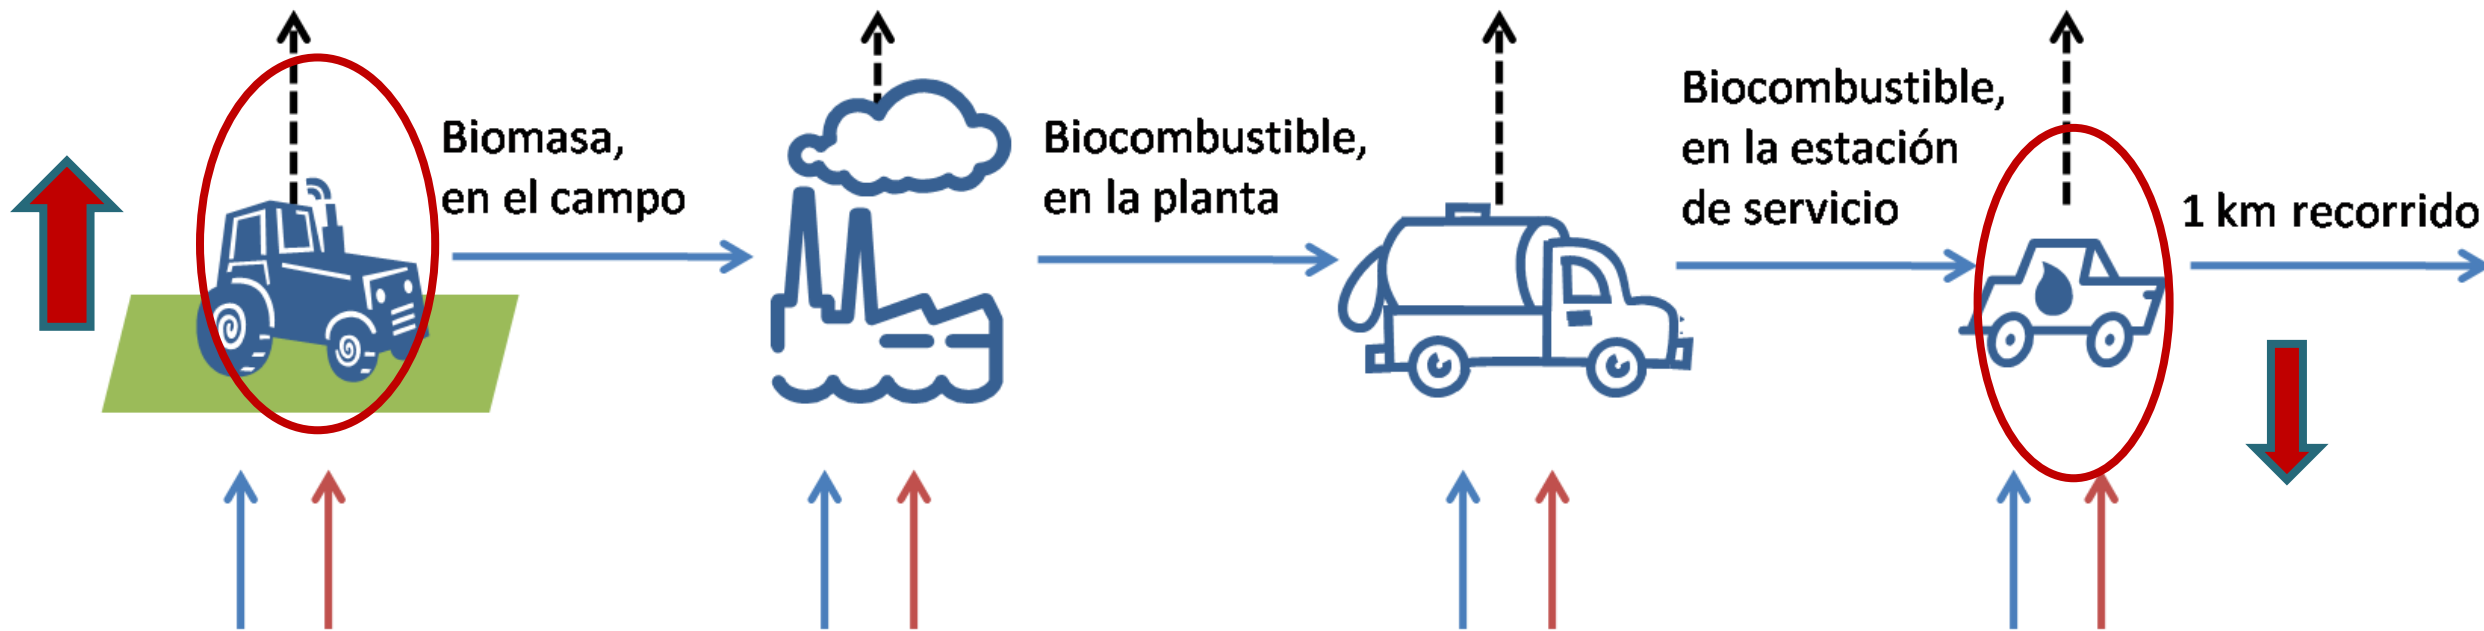 Biomasa,
en el campo
Biocombustible,
en la planta
Biocombustible,
en la estación
de servicio
1 km recorrido